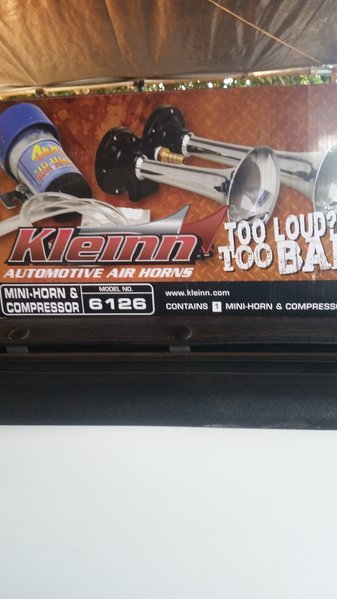 Kleinn
AUTOMOTIVE AIR HORNS
TOO LOUD?
TOO
MINI-HORN &
COMPRESSOR
MODEL NO.
6126
www.kleinn.com
CONTAINS 1 MINI-HORN &